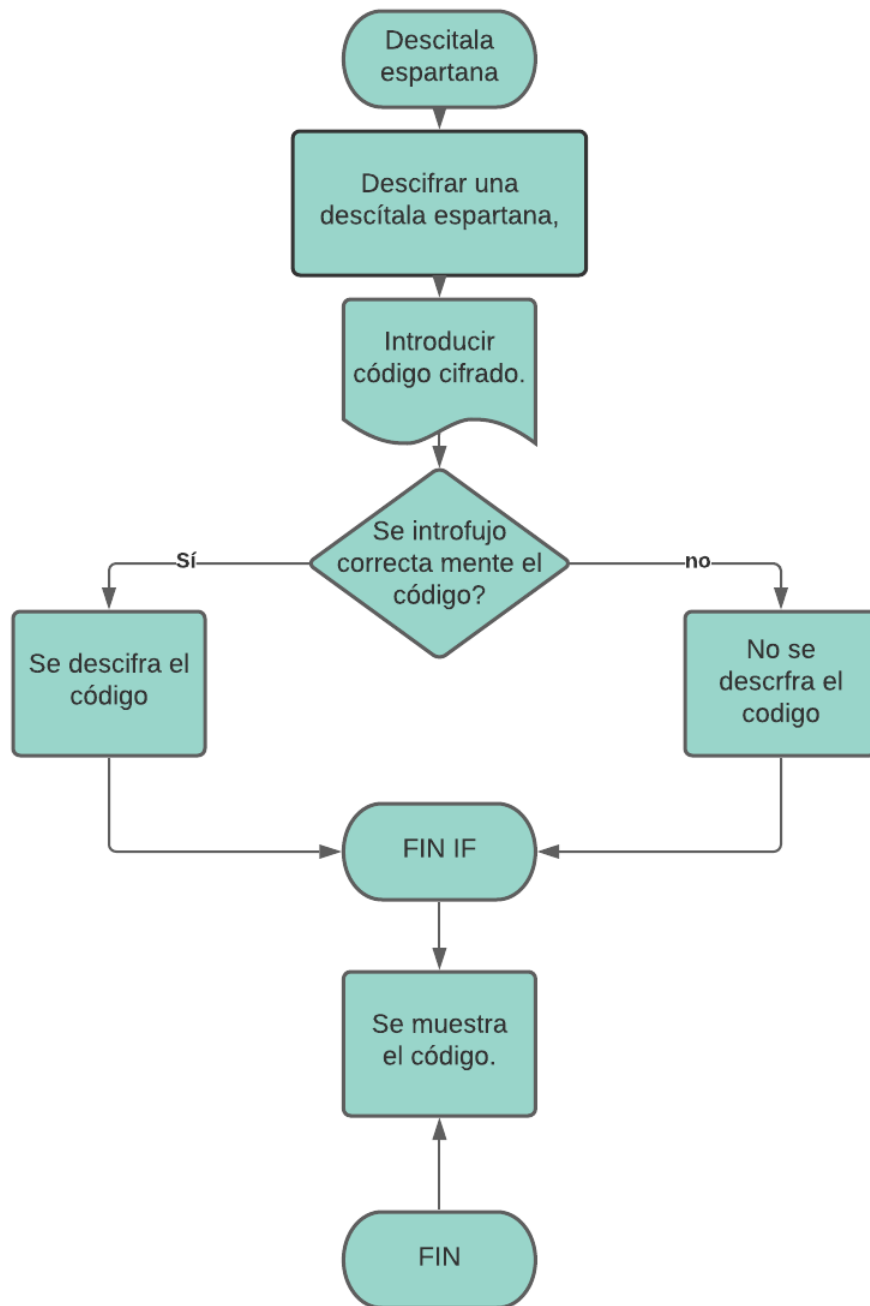 Descitala
espartana
Descifrar una
descítala espartana,
Introducir
código cifrado.
Se introfujo
correcta mente el
código?
Sí
no
Se descifra el
código
No se
descrfra el
codigo
FIN IF
Se muestra
el código.
FIN